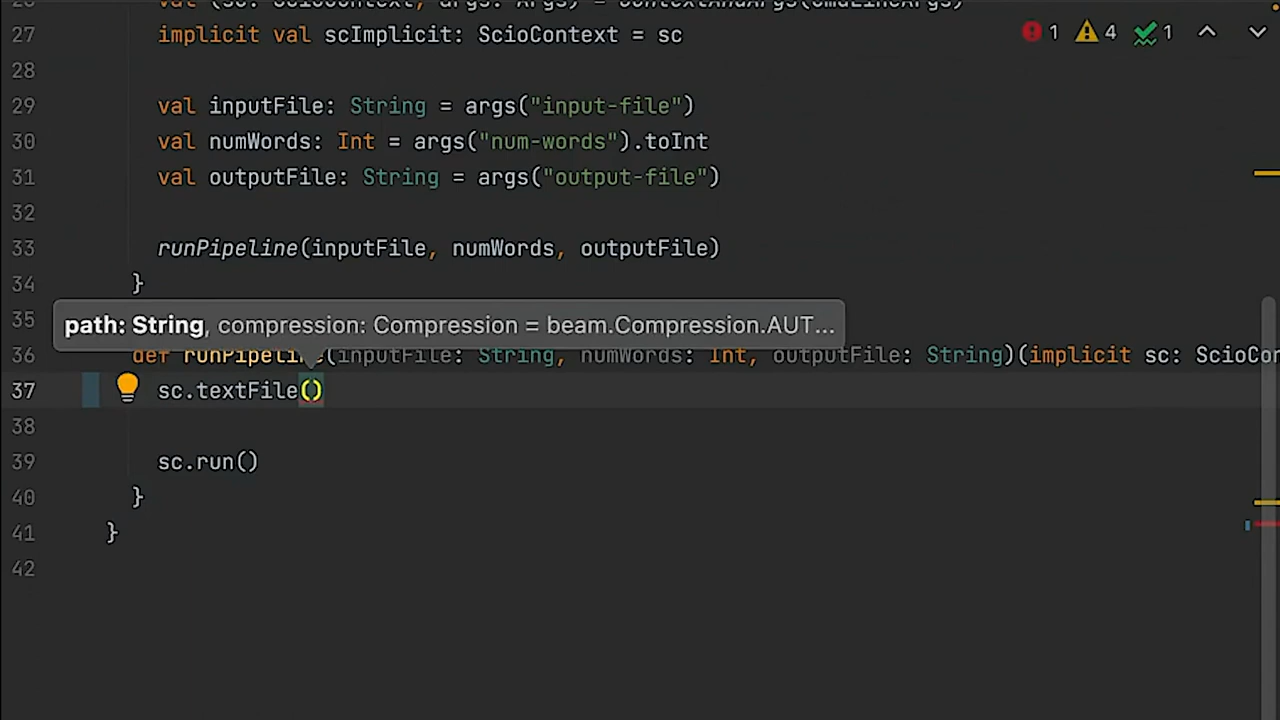 26 val (sc: ScioContext, args: Args) = ContextAndArgs(cmdLineArgs)
27 implicit val scImplicit: ScioContext = sc
1 4 1
28
29 val inputFile: String = args("input-file")
30 val numWords: Int = args("num-words").toInt
31 val outputFile: String = args("output-file")
32
33 runPipeline(inputFile, numWords, outputFile)
34 }
35
path: String, compression: Compression = beam.Compression.AUT...
36 def runPipeline(inputFile: String, numWords: Int, outputFile: String)(implicit sc: ScioCon
37 sc.textFile()
38
39 sc.run()
40 }
41 }
42